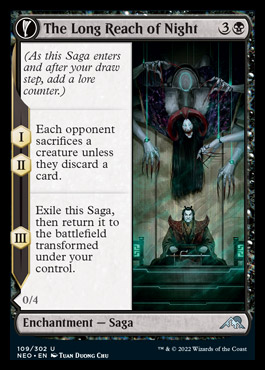 The Long Reach of Night 3
(As this Saga
enters and after
your draw
step, add a lore
counter.)
I
II
Each opponent
sacrifices a
creature unless
they discard a
card.
III
Exile this Saga,
then return it to
the battlefield
transformed
under your
control.
0/4
Enchantment — Saga
109/302 U
NEO • EN Tuan Duong Chu
™ & © 2022 Wizards of the Coast